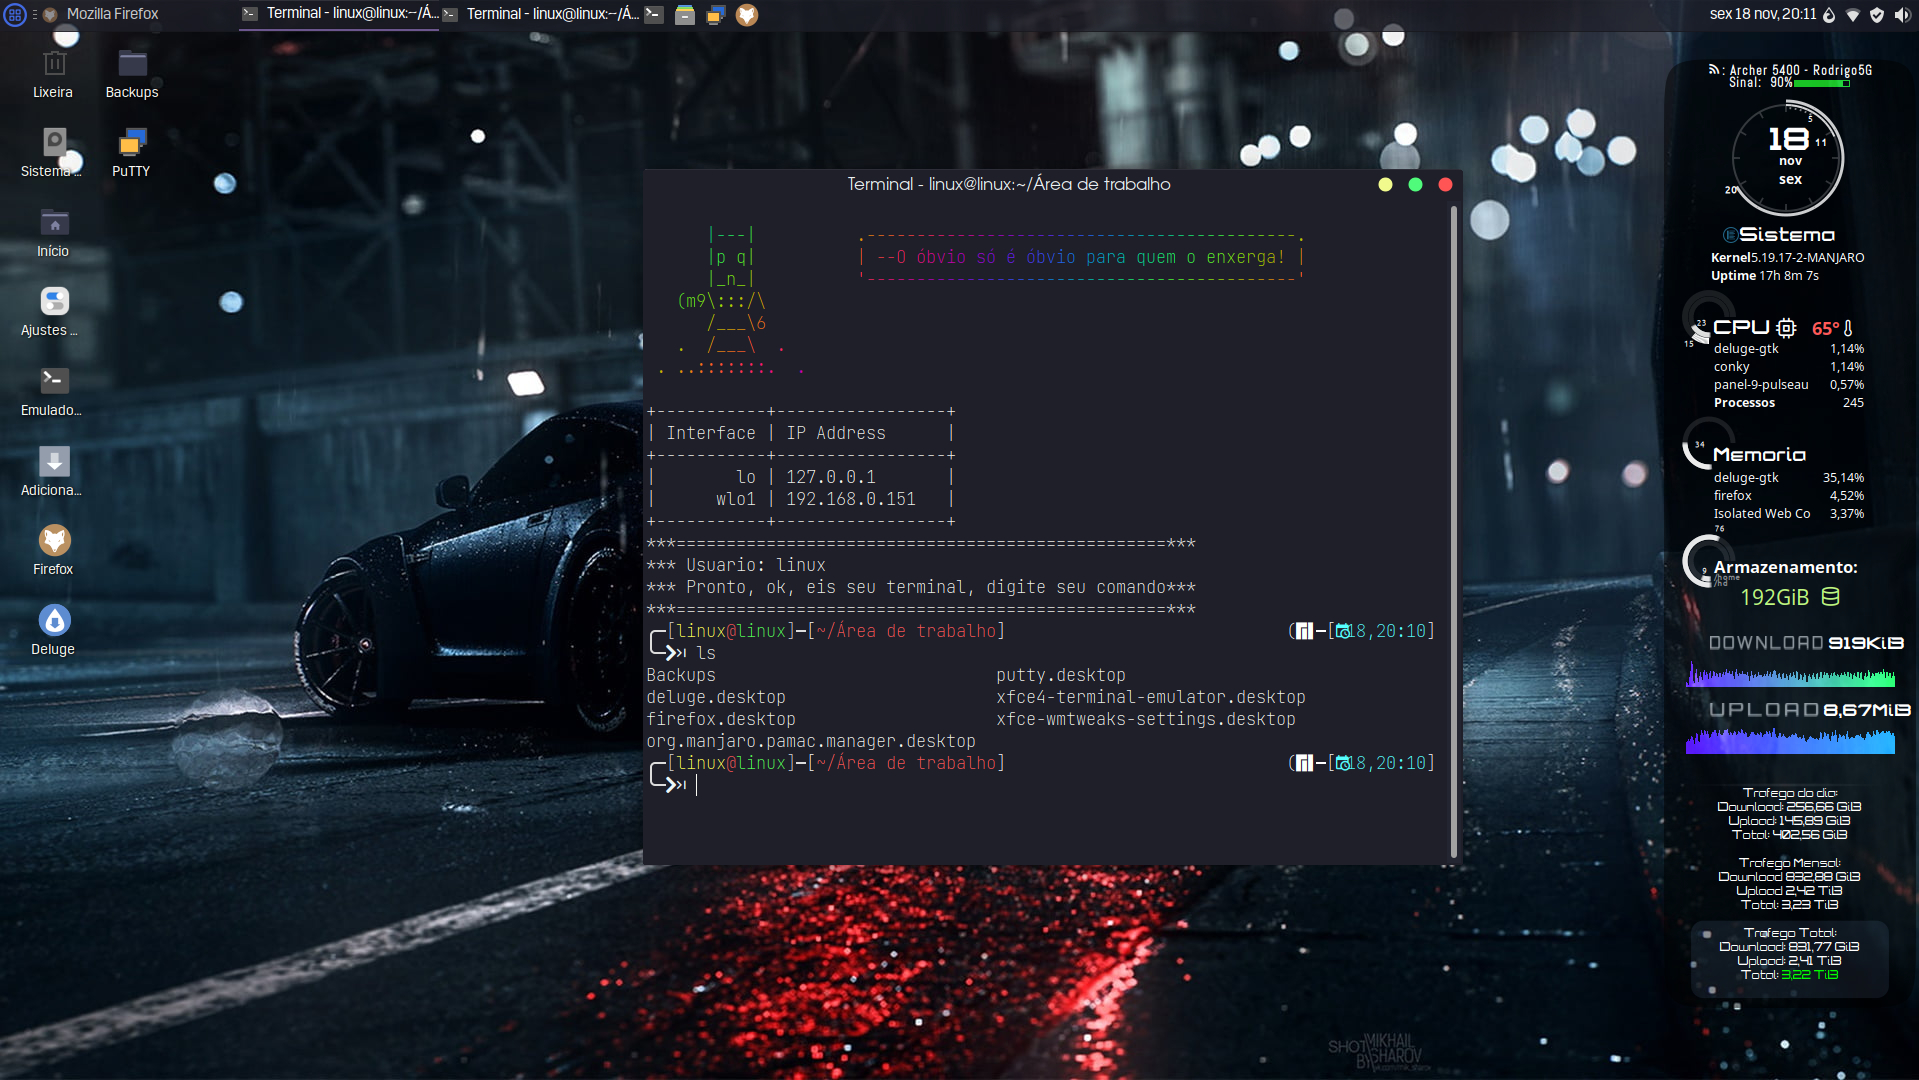 Mozilla Firefox
Terminal - linux@linux:~/Á...
Terminal - linux@linux:~/Á...
sex 18 nov, 20:11
Lixeira
Backups
Sistema ...
PuTTY
Início
Ajustes ...
Emulado...
Adiciona...
Firefox
Deluge
Terminal - linux@linux:~/Área de trabalho
|---|
|p q|
|_n_|
(m9\:::/\
/___\6
. /___\ .
. ..:::::::. .
--O óbvio só é óbvio para quem o enxerga!
| Interface | IP Address |
| lo | 127.0.0.1 |
| wlo1 | 192.168.0.151 |
***=================================================***
*** Usuario: linux
*** Pronto, ok, eis seu terminal, digite seu comando***
***=================================================***
[linux@linux]-[~/Área de trabalho] 18,20:10]
ls
Backups putty.desktop
deluge.desktop xfce4-terminal-emulator.desktop
firefox.desktop xfce-wmtweaks-settings.desktop
org.manjaro.pamac.manager.desktop
[linux@linux]-[~/Área de trabalho] 18,20:10]
: Archer 5400 - Rodrigo5G
Sinal: 90%
5
18
11
nov
sex
20
Sistema
Kernel5.19.17-2-MANJARO
Uptime 17h 8m 7s
23
15
CPU 65°
deluge-gtk 1,14%
conky 1,14%
panel-9-pulseau 0,57%
Processos 245
34
Memoria
deluge-gtk 35,14%
firefox 4,52%
Isolated Web Co 3,37%
76
9
Armazenamento:
/home
/hd
192GiB
DOWNLOAD 919KiB
UPLOAD 8,67MiB
Trafego do dia:
Download: 256,66 GiB
Upload: 145,89 GiB
Total: 402,56 GiB
Trafego Mensal:
Download 832,88 GiB
Upload 2,42 TiB
Total: 3,23 TiB
Trafego Total:
Download: 831,77 GiB
Upload: 2,41 TiB
Total: 3,22 TiB
SHOT BY MIKHAIL SHAROV